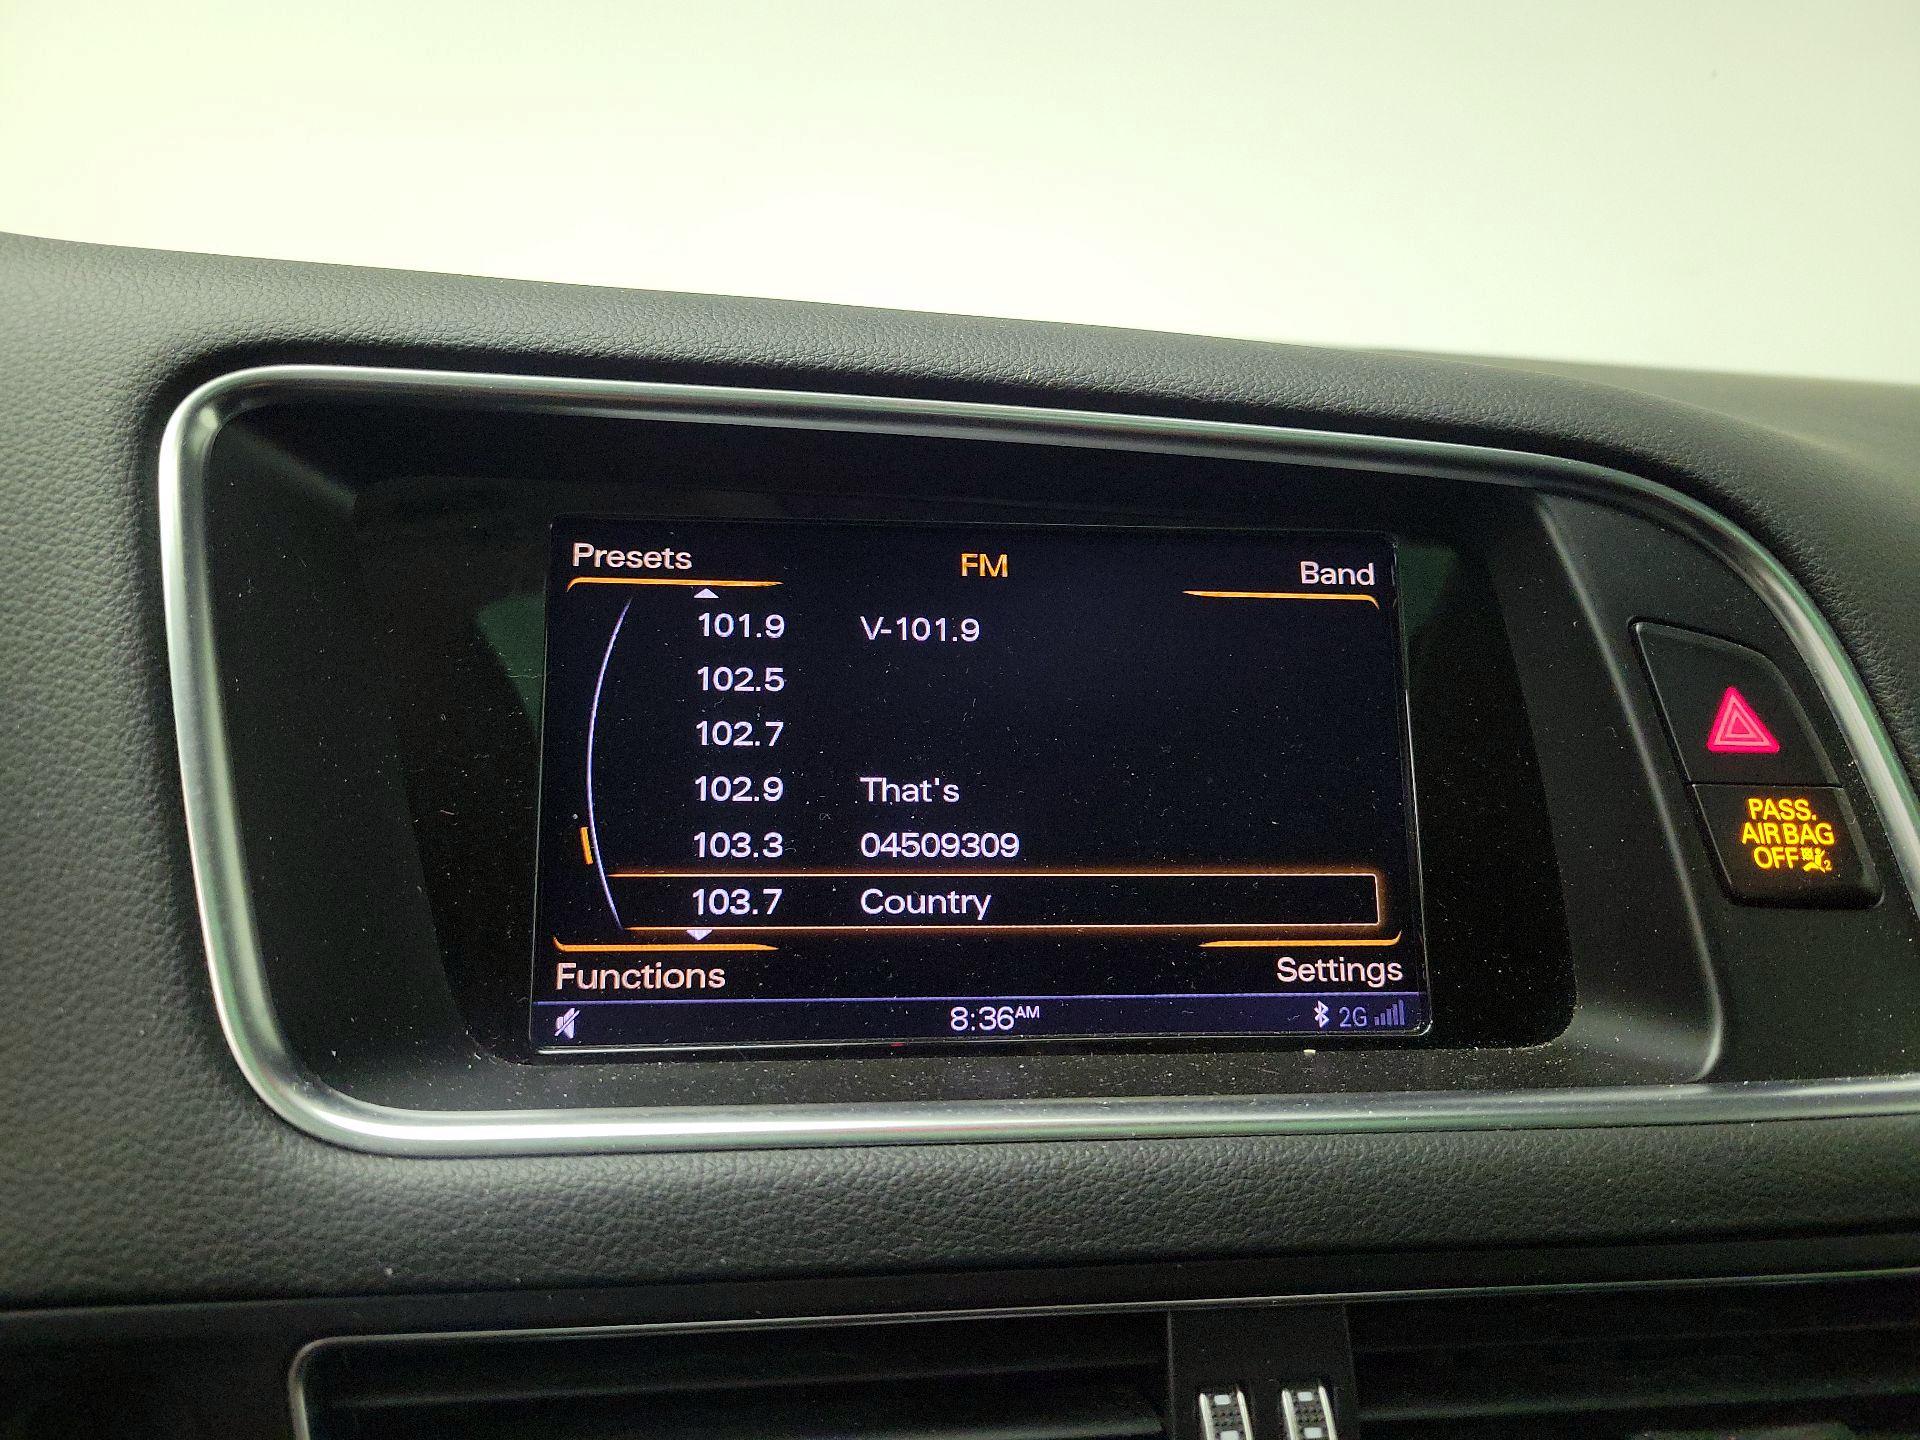 Presets FM Band
101.9 V-101.9
102.5
102.7
102.9 That's
103.3 04509309
103.7 Country
Functions Settings
8:36AM 2G
PASS.
AIR BAG
OFF 2